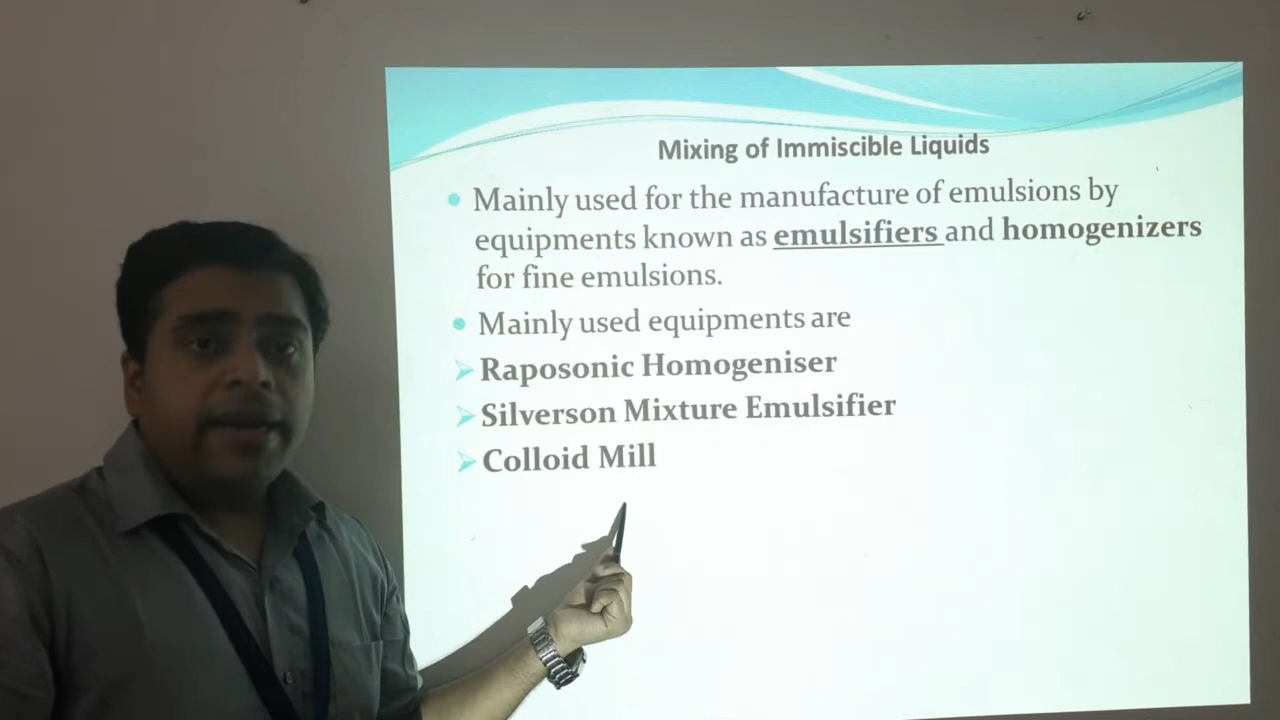 Mixing of Immiscible Liquids
Mainly used for the manufacture of emulsions by
equipments known as emulsifiers and homogenizers
for fine emulsions.
Mainly used equipments are
Raposonic Homogeniser
Silverson Mixture Emulsifier
Colloid Mill